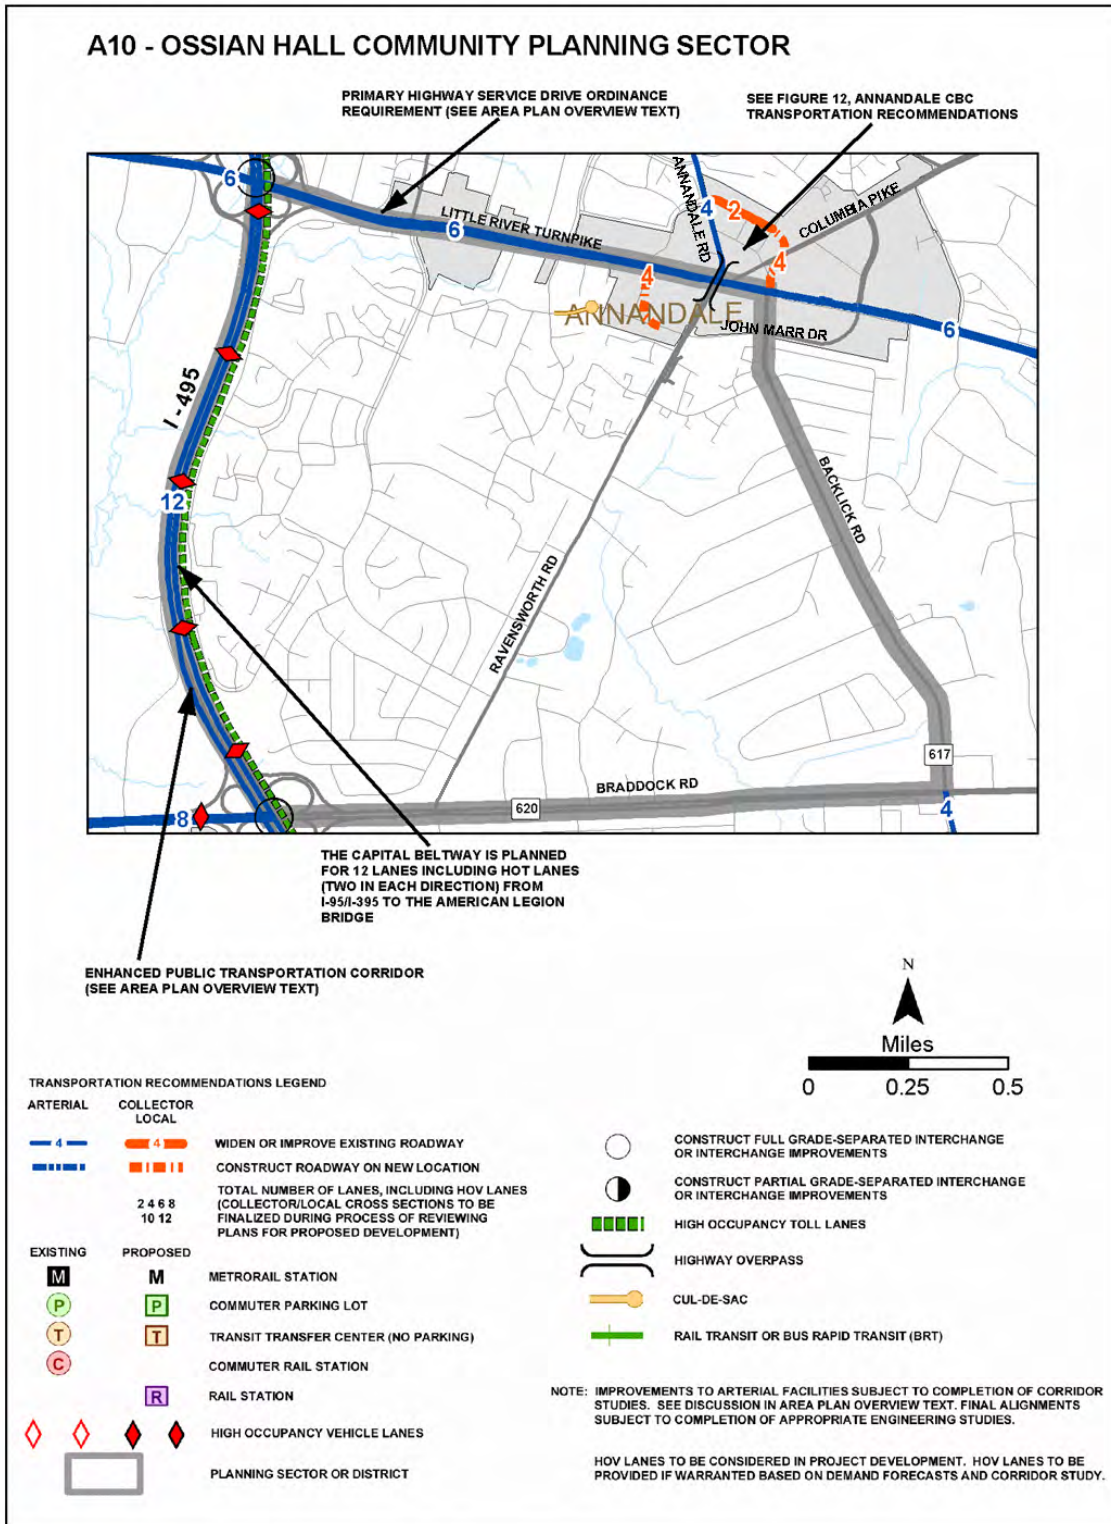 A10 - OSSIAN HALL COMMUNITY PLANNING SECTOR
PRIMARY HIGHWAY SERVICE DRIVE ORDINANCE
REQUIREMENT (SEE AREA PLAN OVERVIEW TEXT)
SEE FIGURE 12, ANNANDALE CBC
TRANSPORTATION RECOMMENDATIONS
6
LITTLE RIVER TURNPIKE
6
ANNANDALE RD
4
2
COLUMBIA PIKE
4
4
ANNANDALE
JOHN MARR DR
6
I-495
12
BACKLICK RD
RAVENSWORTH RD
617
BRADDOCK RD
620
8
4
THE CAPITAL BELTWAY IS PLANNED
FOR 12 LANES INCLUDING HOT LANES
(TWO IN EACH DIRECTION) FROM
I-95/I-395 TO THE AMERICAN LEGION
BRIDGE
ENHANCED PUBLIC TRANSPORTATION CORRIDOR
(SEE AREA PLAN OVERVIEW TEXT)
N
Miles
0 0.25 0.5
TRANSPORTATION RECOMMENDATIONS LEGEND
ARTERIAL COLLECTOR
LOCAL
4 4 WIDEN OR IMPROVE EXISTING ROADWAY
CONSTRUCT ROADWAY ON NEW LOCATION
2 4 6 8
10 12
TOTAL NUMBER OF LANES, INCLUDING HOV LANES
(COLLECTOR/LOCAL CROSS SECTIONS TO BE
FINALIZED DURING PROCESS OF REVIEWING
PLANS FOR PROPOSED DEVELOPMENT)
EXISTING PROPOSED
M M METRORAIL STATION
P P COMMUTER PARKING LOT
T T TRANSIT TRANSFER CENTER (NO PARKING)
C COMMUTER RAIL STATION
R RAIL STATION
HIGH OCCUPANCY VEHICLE LANES
PLANNING SECTOR OR DISTRICT
CONSTRUCT FULL GRADE-SEPARATED INTERCHANGE
OR INTERCHANGE IMPROVEMENTS
CONSTRUCT PARTIAL GRADE-SEPARATED INTERCHANGE
OR INTERCHANGE IMPROVEMENTS
HIGH OCCUPANCY TOLL LANES
HIGHWAY OVERPASS
CUL-DE-SAC
RAIL TRANSIT OR BUS RAPID TRANSIT (BRT)
NOTE: IMPROVEMENTS TO ARTERIAL FACILITIES SUBJECT TO COMPLETION OF CORRIDOR
STUDIES. SEE DISCUSSION IN AREA PLAN OVERVIEW TEXT. FINAL ALIGNMENTS
SUBJECT TO COMPLETION OF APPROPRIATE ENGINEERING STUDIES.
HOV LANES TO BE CONSIDERED IN PROJECT DEVELOPMENT. HOV LANES TO BE
PROVIDED IF WARRANTED BASED ON DEMAND FORECASTS AND CORRIDOR STUDY.